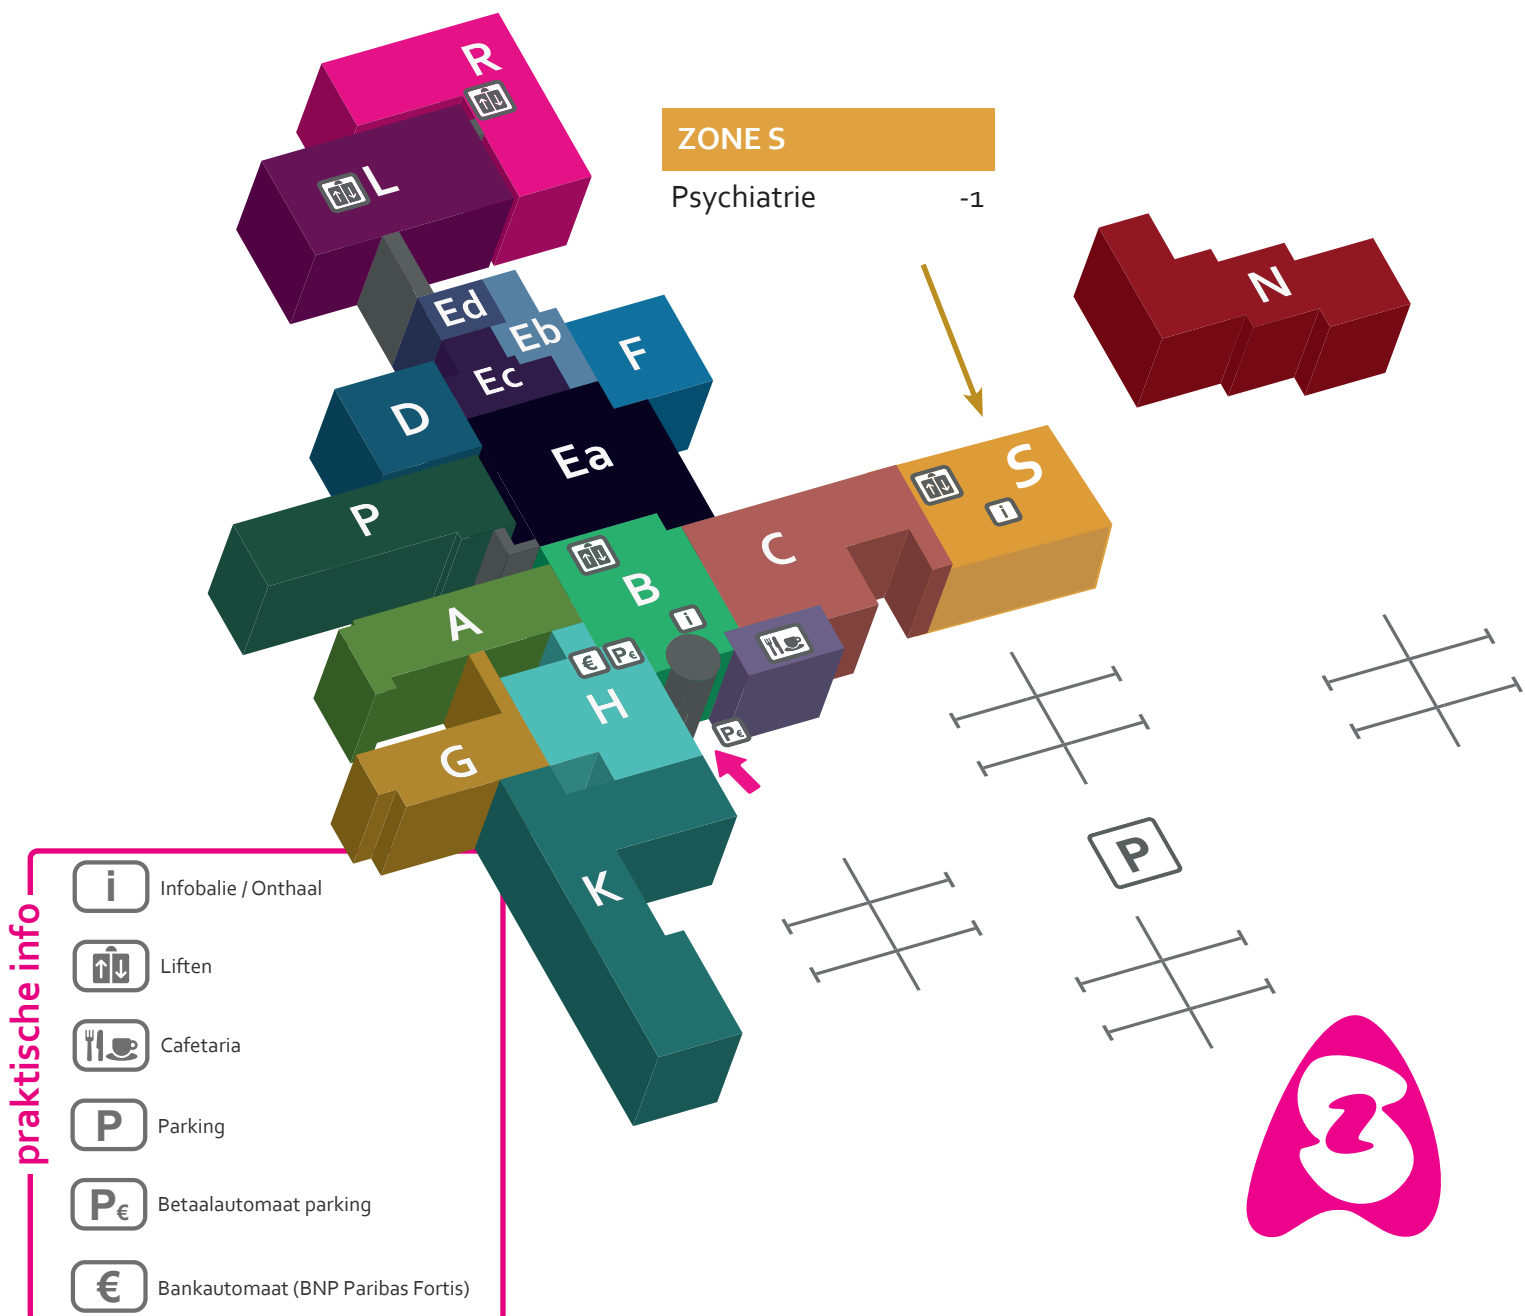 R
L
ZONE S
Psychiatrie -1
N
Ed
Eb
F
Ec
D
Ea
S
i
P
C
B
A
i
€ P€
H
P€
G
P
K
praktische info
i Infobalie / Onthaal
Liften
Cafetaria
P Parking
P€ Betaalautomaat parking
€ Bankautomaat (BNP Paribas Fortis)